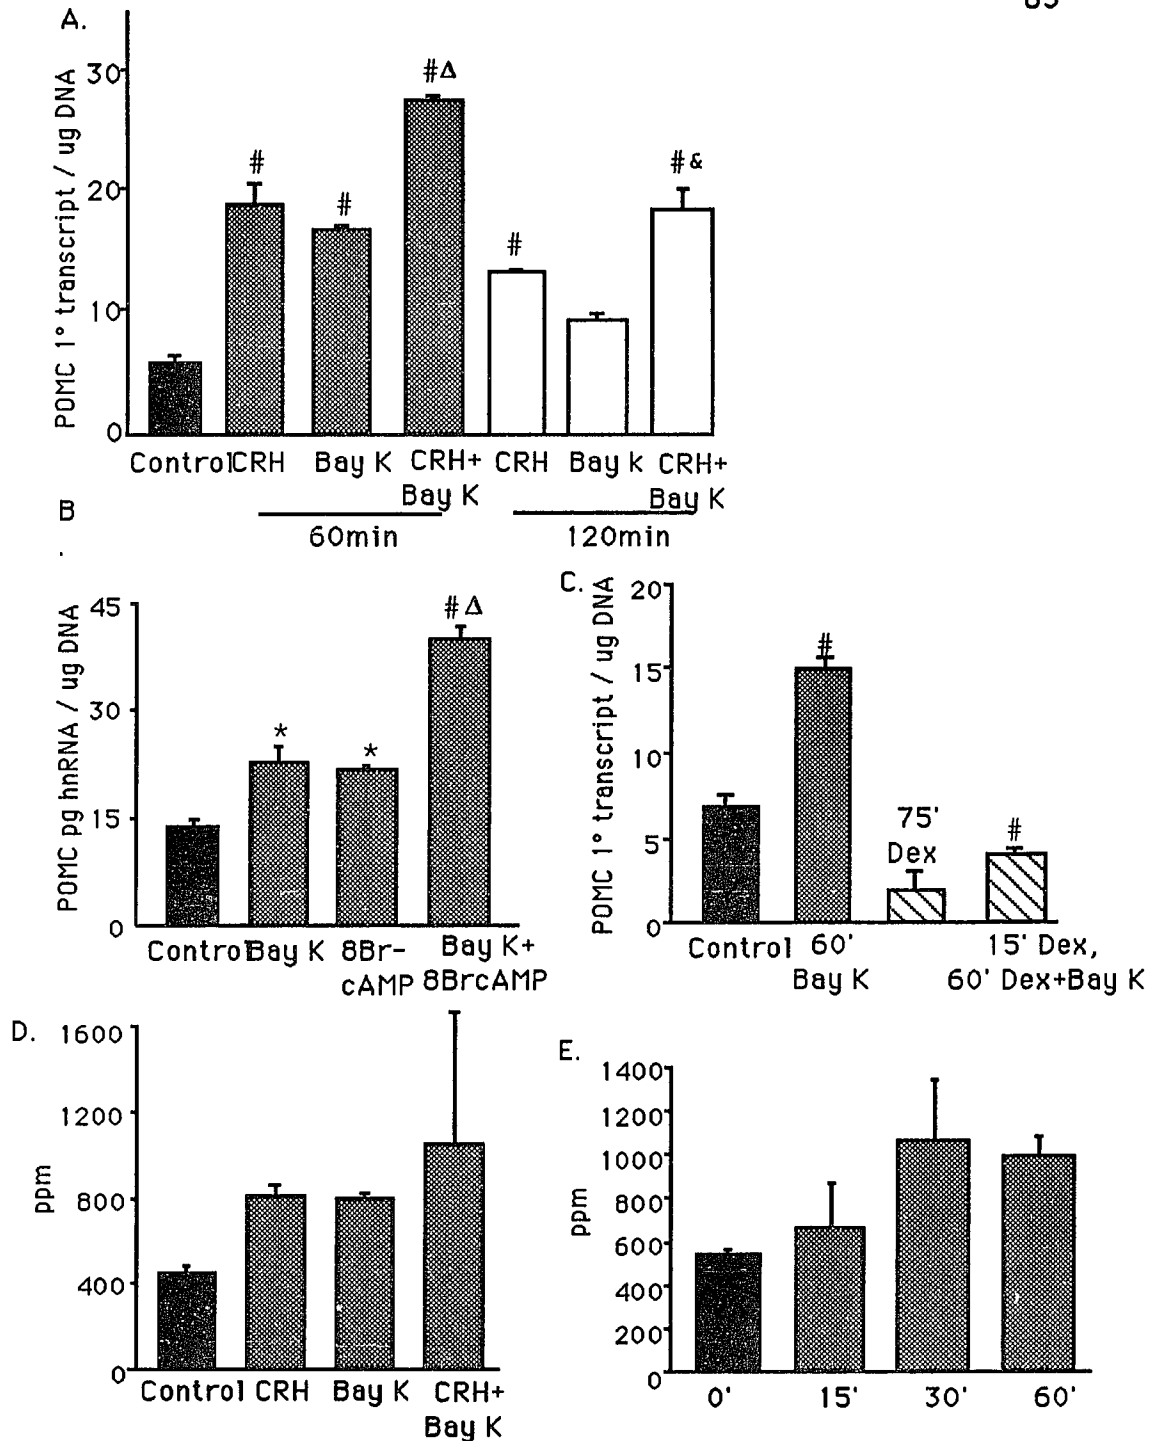 A.
POMC 1° transcript / ug DNA
30
20
10
0
#
#
#Δ
#
#&
Control CRH Bay K CRH+ Bay K CRH Bay K CRH+ Bay K
60min 120min
B
.
POMC pg hnRNA / ug DNA
45
30
15
0
*
*
#Δ
Control Bay K 8Br-cAMP Bay K+ 8BrcAMP
C.
POMC 1° transcript / ug DNA
20
15
10
5
0
#
75' Dex
#
Control 60' Bay K 15' Dex, 60' Dex+Bay K
D.
ppm
1600
1200
800
400
0
Control CRH Bay K CRH+ Bay K
E.
ppm
1400
1200
1000
800
600
400
200
0
0' 15' 30' 60'